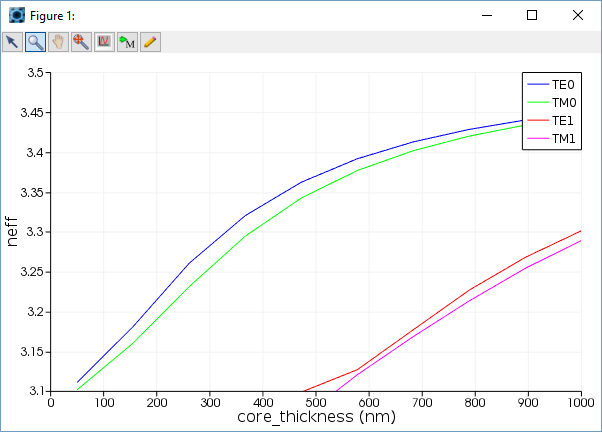 Figure 1:
M
3.5
3.45
3.4
3.35
3.3
3.25
3.2
3.15
3.1
neff
TE0
TM0
TE1
TM1
0 100 200 300 400 500 600 700 800 900 1000
core_thickness (nm)